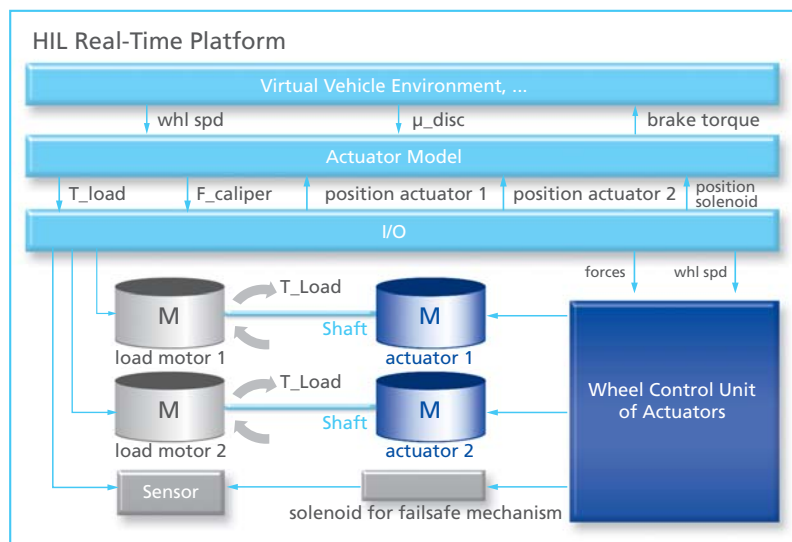 HIL Real-Time Platform
Virtual Vehicle Environment, ...
whl spd
µ_disc
brake torque
Actuator Model
T_load
F_caliper
position actuator 1
position actuator 2
position
solenoid
I/O
forces
whl spd
M
T_Load
Shaft
M
load motor 1
actuator 1
M
T_Load
Shaft
M
load motor 2
actuator 2
Wheel Control Unit
of Actuators
Sensor
solenoid for failsafe mechanism